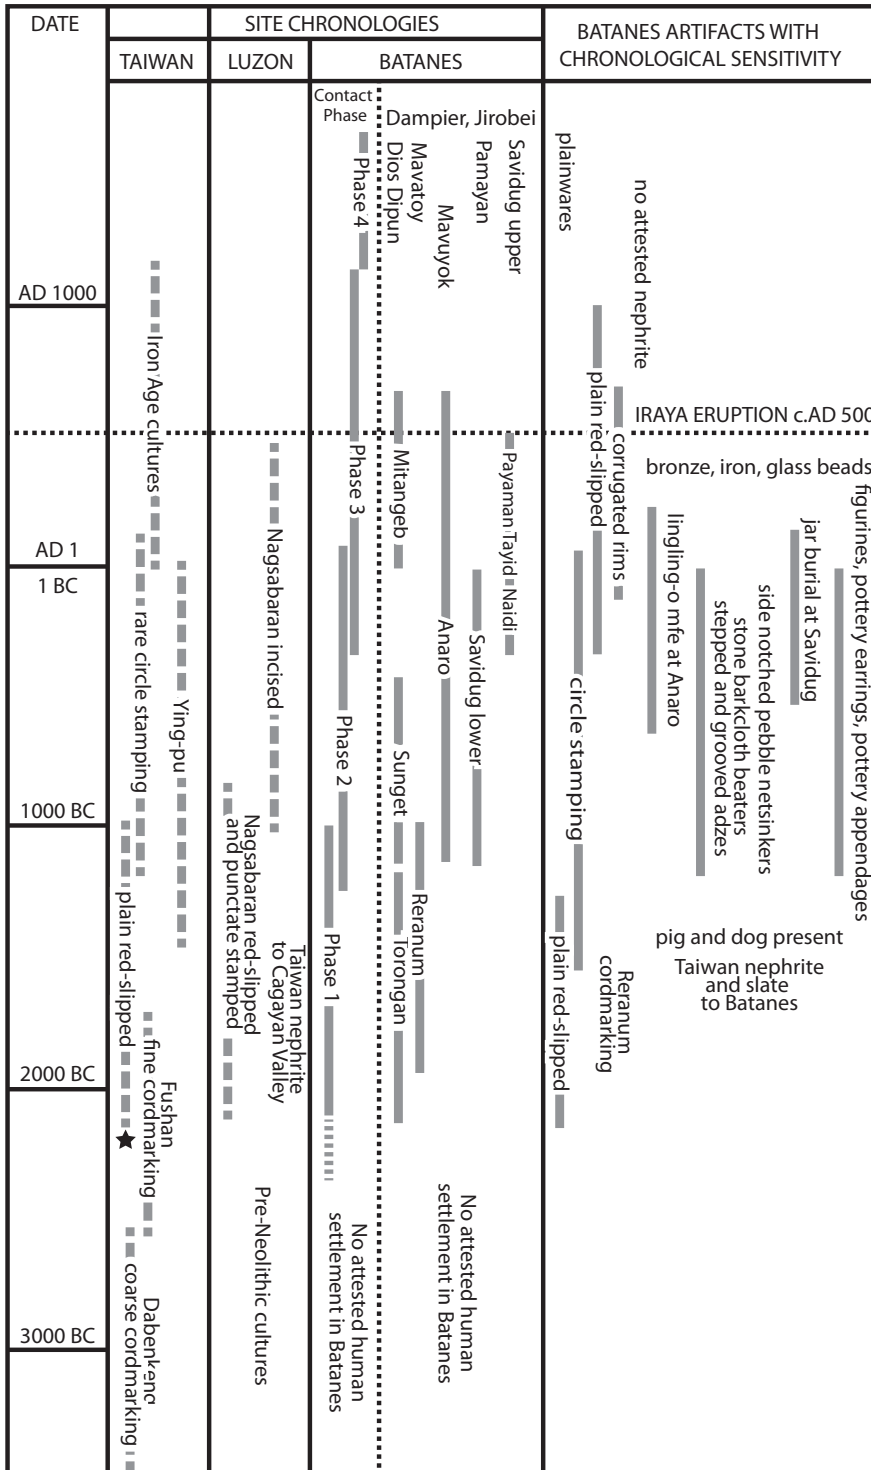 DATE
SITE CHRONOLOGIES
BATANES ARTIFACTS WITH
CHRONOLOGICAL SENSITIVITY
TAIWAN
LUZON
BATANES
AD 1000
AD 1
1 BC
1000 BC
2000 BC
3000 BC
Iron Age cultures
rare circle stamping
Ying-pu
plain red-slipped
Fushan
fine cordmarking
Dabenkeng
coarse cordmarking
Nagsabaran incised
Nagsabaran red-slipped
and punctate stamped
Taiwan nephrite
to Cagayan Valley
Pre-Neolithic cultures
Contact
Phase
Phase 4
Phase 3
Phase 2
Phase 1
No attested human
settlement in Batanes
Dampier, Jirobei
Savidug upper
Pamayan
Mavuyok
Mavatoy
Dios Dipun
Mitangeb
Payaman
Tayid
Naidi
Anaro
Savidug lower
Sunget
Reranum
Torongan
No attested human
settlement in Batanes
plainwares
no attested nephrite
IRAYA ERUPTION c.AD 500
plain red-slipped
corrugated rims
bronze, iron, glass beads
lingling-o mfe at Anaro
side notched pebble netsinkers
stone barkcloth beaters
stepped and grooved adzes
jar burial at Savidug
figurines, pottery earrings, pottery appendages
circle stamping
plain red-slipped
Reranum
cordmarking
pig and dog present
Taiwan nephrite
and slate
to Batanes